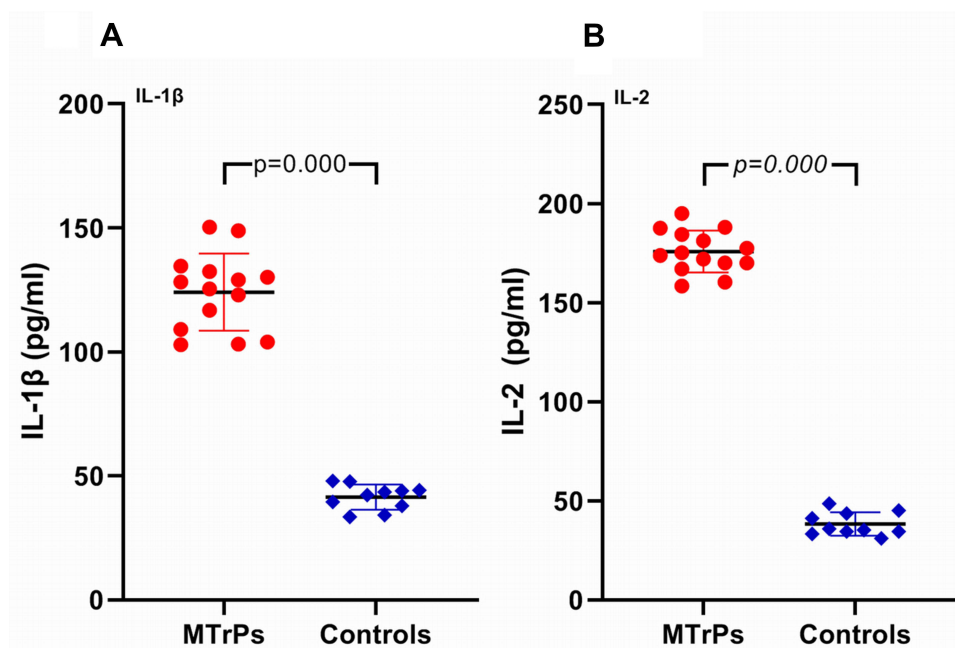 A
IL-1β
IL-1β (pg/ml)
200
150
100
50
0
p=0.000
MTrPs Controls
B
IL-2
IL-2 (pg/ml)
250
200
150
100
50
0
p=0.000
MTrPs Controls